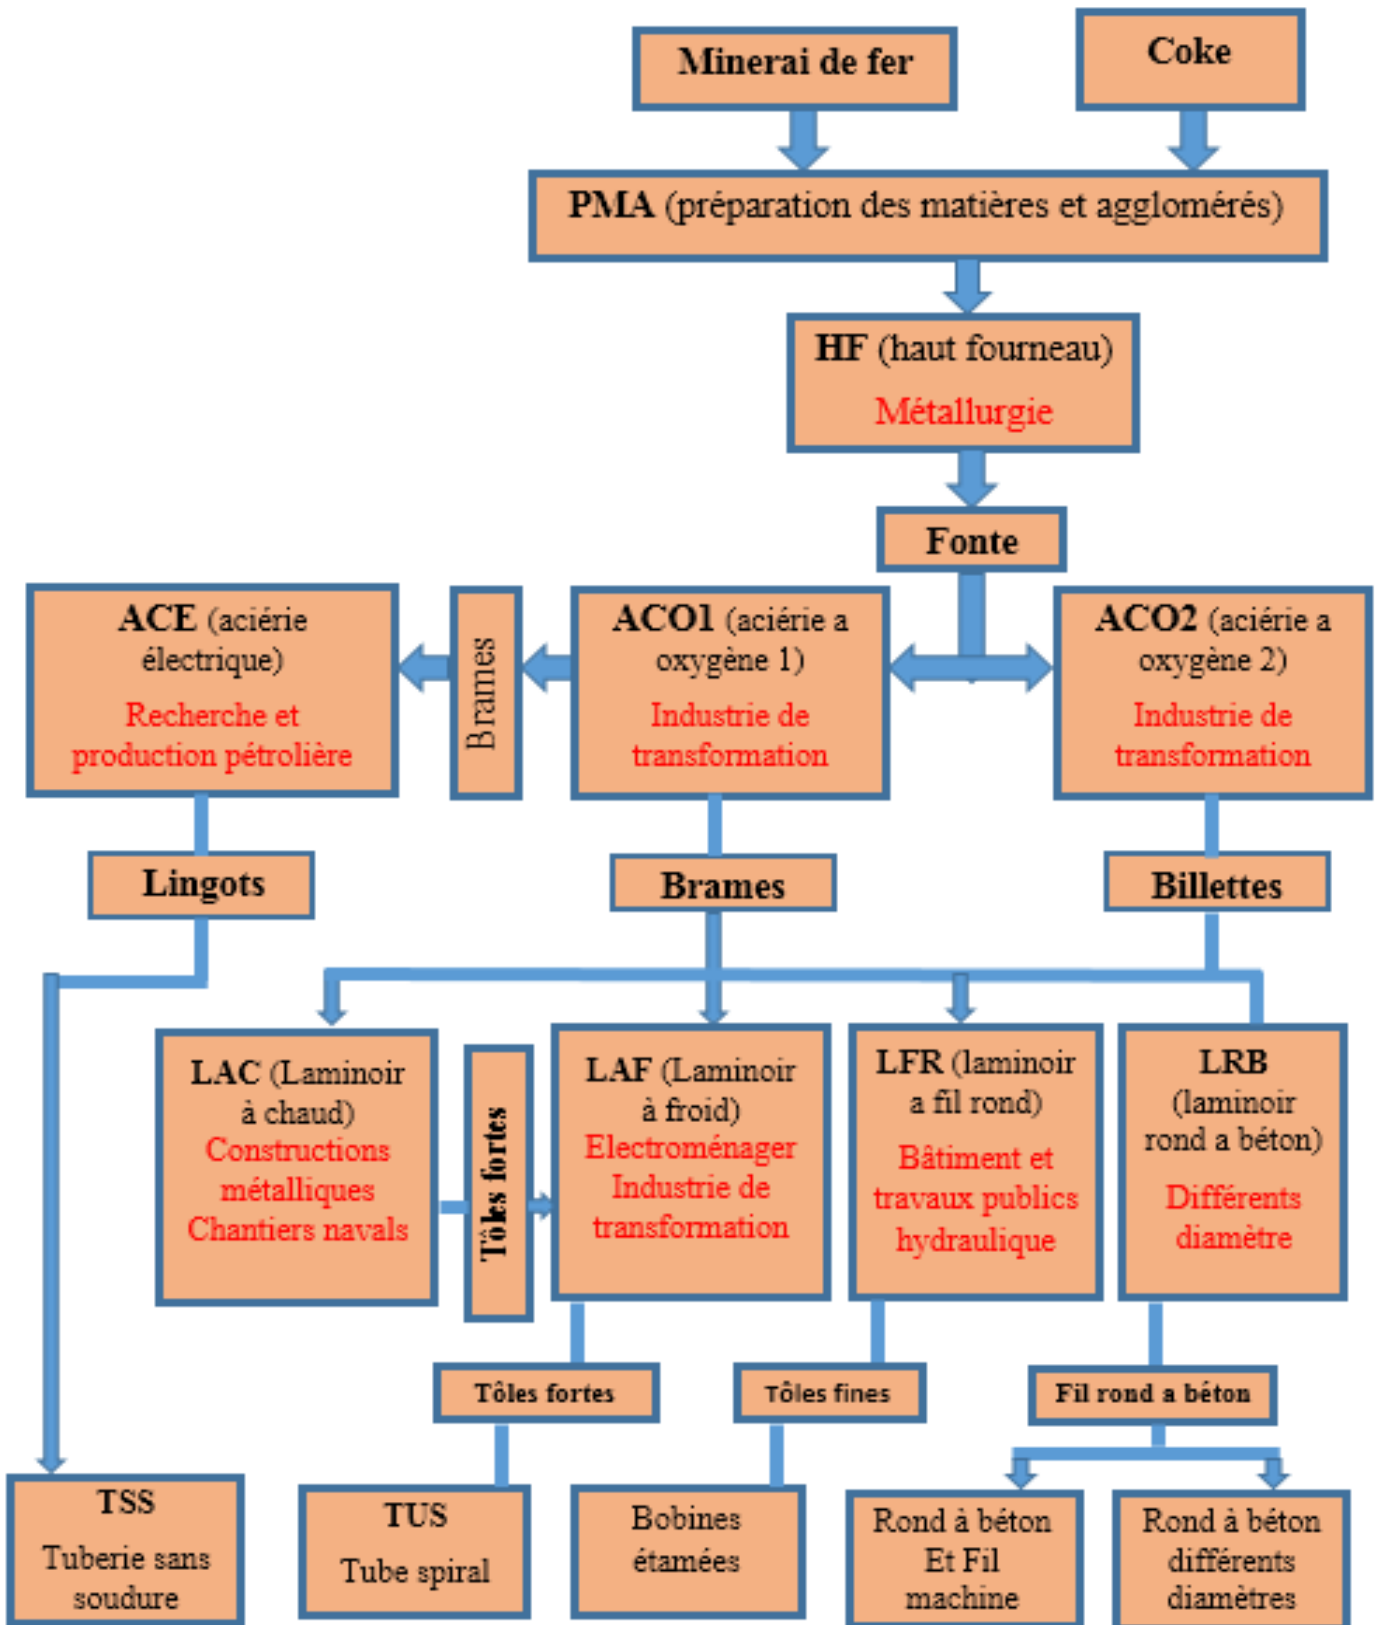 Minerai de fer
Coke
PMA (préparation des matières et agglomérés)
HF (haut fourneau)
Métallurgie
Fonte
ACE (aciérie
électrique)
Recherche et
production pétrolière
Brames
ACO1 (aciérie a
oxygène 1)
Industrie de
transformation
ACO2 (aciérie a
oxygène 2)
Industrie de
transformation
Lingots
Brames
Billettes
LAC (Laminoir
à chaud)
Constructions
métalliques
Chantiers navals
Tôles fortes
LAF (Laminoir
à froid)
Electroménager
Industrie de
transformation
LFR (laminoir
a fil rond)
Bâtiment et
travaux publics
hydraulique
LRB
(laminoir
rond a béton)
Différents
diamètre
Tôles fortes
Tôles fines
Fil rond a béton
TSS
Tuberie sans
soudure
TUS
Tube spiral
Bobines
étamées
Rond à béton
Et Fil
machine
Rond à béton
différents
diamètres